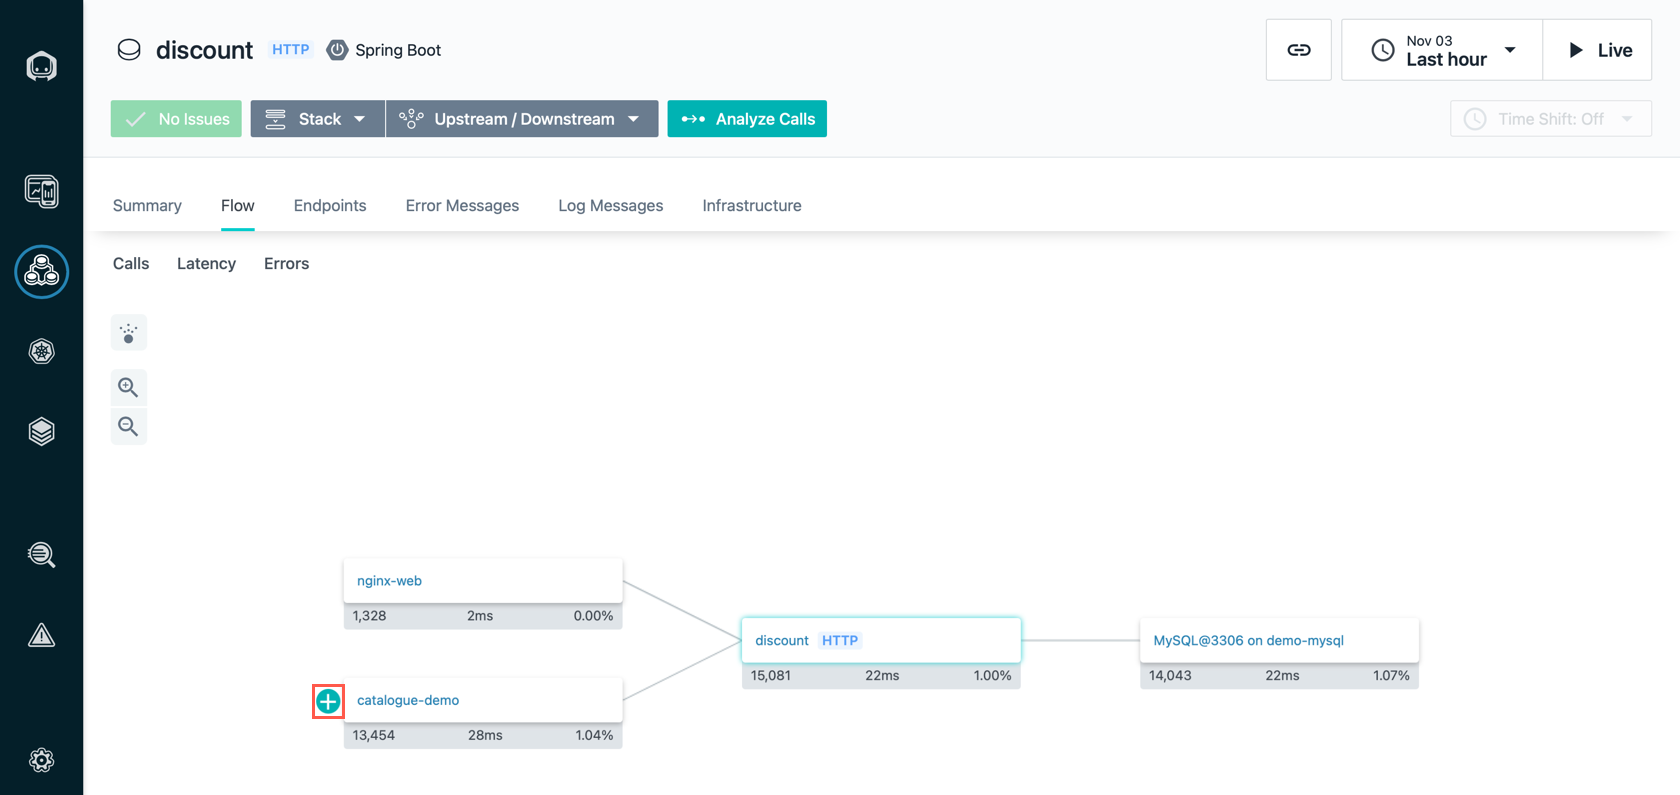 discount HTTP Spring Boot
Nov 03
Last hour
Live
No Issues Stack Upstream / Downstream Analyze Calls Time Shift: Off
Summary Flow Endpoints Error Messages Log Messages Infrastructure
Calls Latency Errors
nginx-web
1,328 2ms 0.00%
discount HTTP
15,081 22ms 1.00%
MySQL@3306 on demo-mysql
14,043 22ms 1.07%
catalogue-demo
13,454 28ms 1.04%